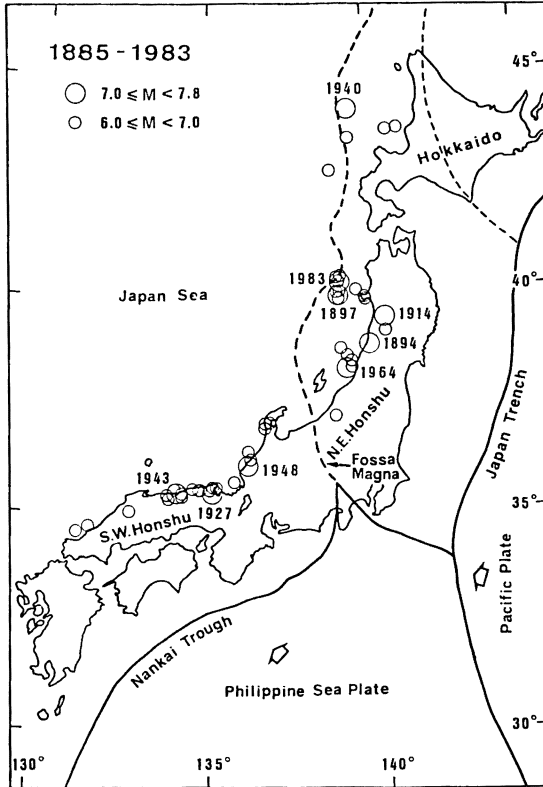 1885-1983
7.0 ≤ M < 7.8
6.0 ≤ M < 7.0
1940
45°
Hokkaido
Japan Sea
1983
1897
40°
1914
1894
1964
N.E.Honshu
Fossa
Magna
Japan Trench
1943
1948
35°
S.W.Honshu
1927
Nankai Trough
Pacific Plate
Philippine Sea Plate
30°
130°
135°
140°